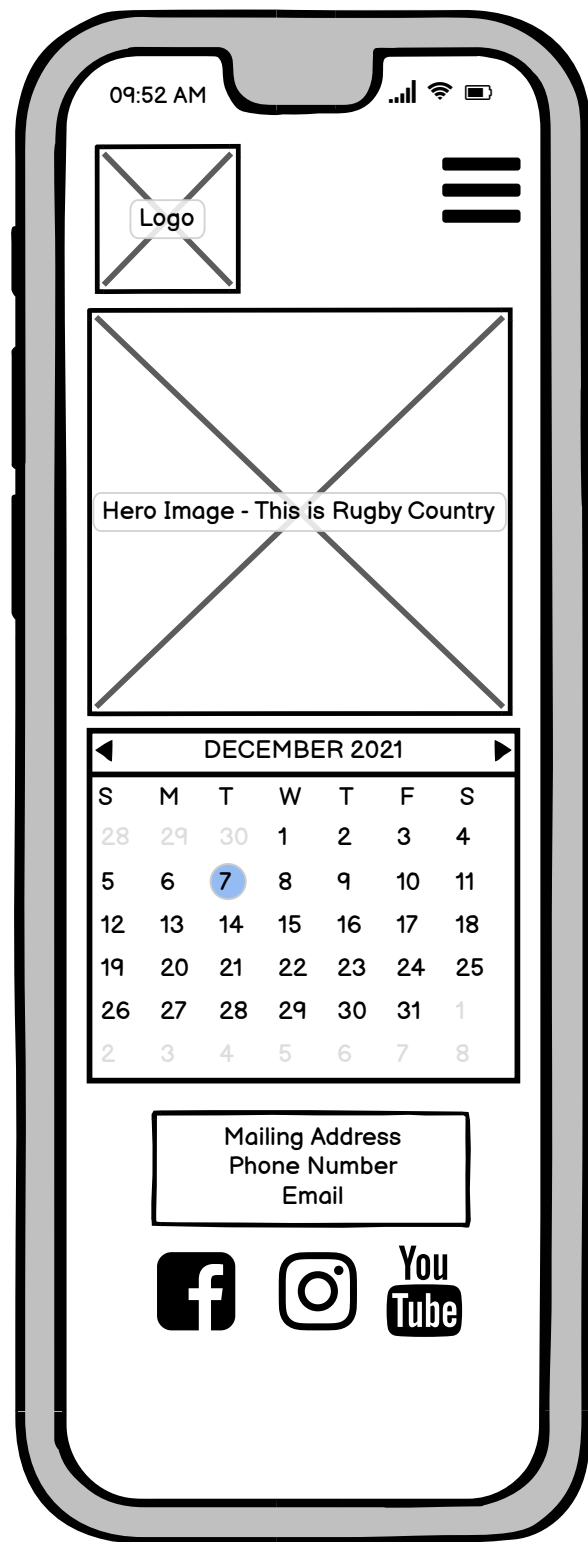 09:52 AM
Logo
Hero Image - This is Rugby Country
DECEMBER 2021
S M T W T F S
28 29 30 1 2 3 4
5 6 7 8 9 10 11
12 13 14 15 16 17 18
19 20 21 22 23 24 25
26 27 28 29 30 31 1
2 3 4 5 6 7 8
Mailing Address
Phone Number
Email
You
Tube